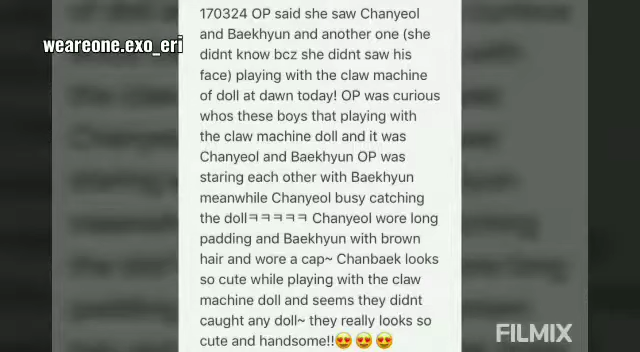 170324 OP said she saw Chanyeol
and Baekhyun and another one (she
didnt know bcz she didnt saw his
face) playing with the claw machine
of doll at dawn today! OP was curious
whos these boys that playing with
the claw machine doll and it was
Chanyeol and Baekhyun OP was
staring each other with Baekhyun
meanwhile Chanyeol busy catching
the dollㅋㅋㅋㅋㅋ Chanyeol wore long
padding and Baekhyun with brown
hair and wore a cap~ Chanbaek looks
so cute while playing with the claw
machine doll and seems they didnt
caught any doll~ they really looks so
cute and handsome!!😍😍😍
weareone.exo_eri
FILMIX